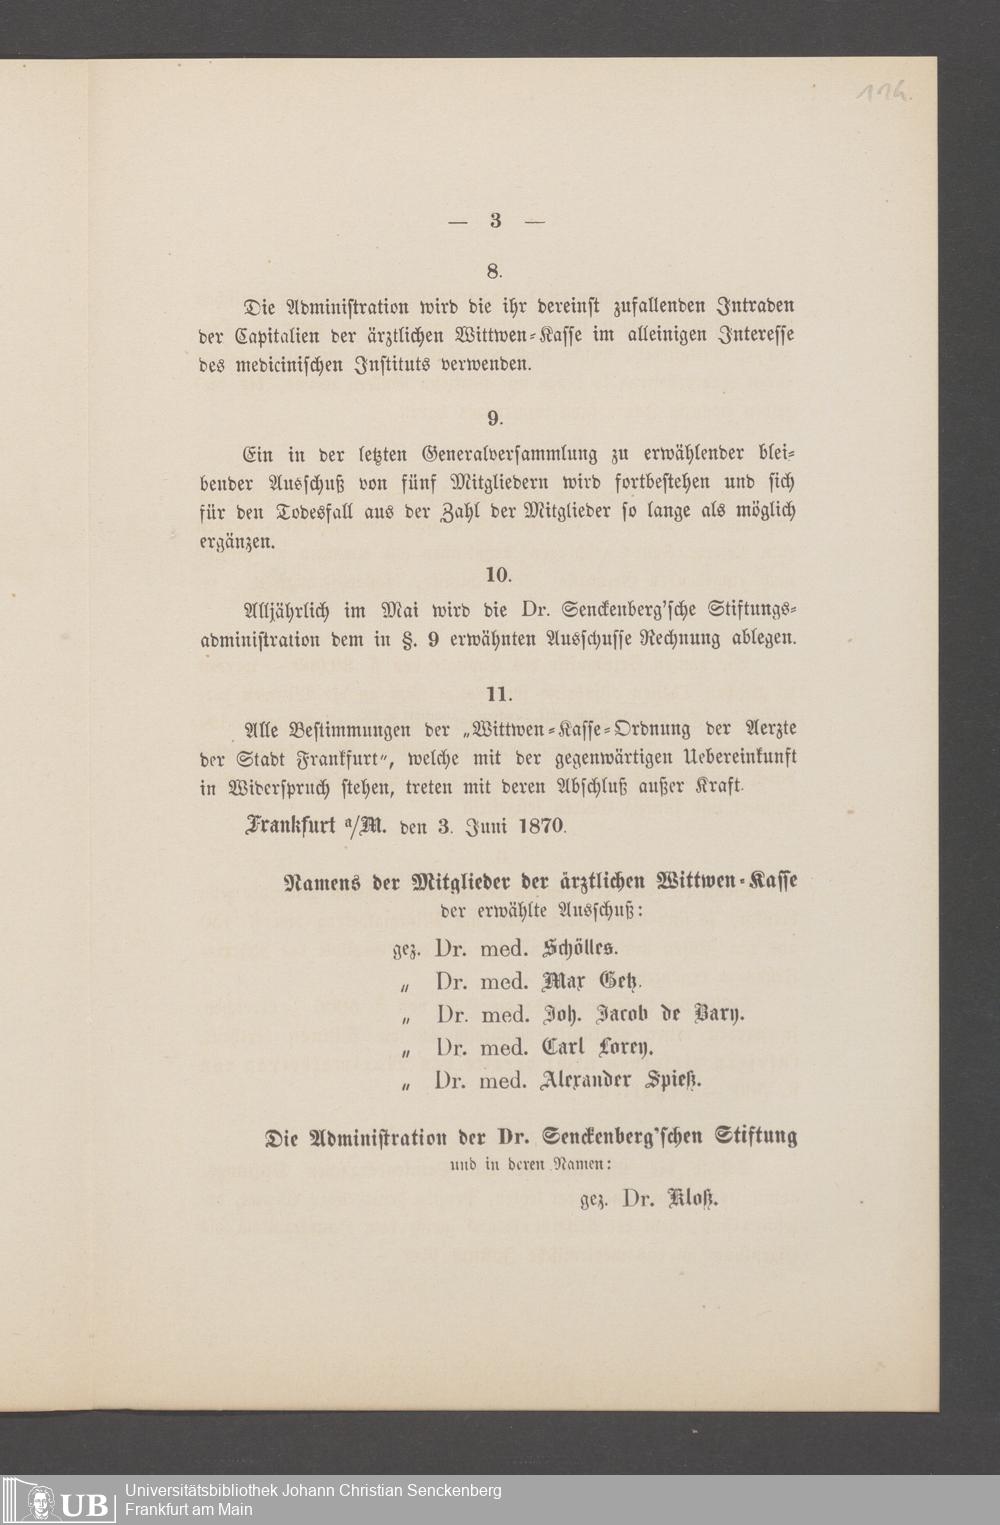 114.
— 3 —
8.
Die Administration wird die ihr dereinst zufallenden Intraden
der Capitalien der ärztlichen Wittwen-Kasse im alleinigen Interesse
des medicinischen Instituts verwenden.
9.
Ein in der letzten Generalversammlung zu erwählender blei-
bender Ausschuß von fünf Mitgliedern wird fortbestehen und sich
für den Todesfall aus der Zahl der Mitglieder so lange als möglich
ergänzen.
10.
Alljährlich im Mai wird die Dr. Senckenberg'sche Stiftungs-
administration dem in §. 9 erwähnten Ausschusse Rechnung ablegen.
11.
Alle Bestimmungen der „Wittwen-Kasse-Ordnung der Aerzte
der Stadt Frankfurt“, welche mit der gegenwärtigen Uebereinkunft
in Widerspruch stehen, treten mit deren Abschluß außer Kraft.
Frankfurt a/M. den 3. Juni 1870.
Namens der Mitglieder der ärztlichen Wittwen-Kasse
der erwählte Ausschuß:
gez. Dr. med. Schölles.
„ Dr. med. Max Getz.
„ Dr. med. Joh. Jacob de Bary.
„ Dr. med. Carl Lorey.
„ Dr. med. Alexander Spieß.
Die Administration der Dr. Senckenberg'schen Stiftung
und in deren Namen:
gez. Dr. Kloß.
UB
Universitätsbibliothek Johann Christian Senckenberg
Frankfurt am Main